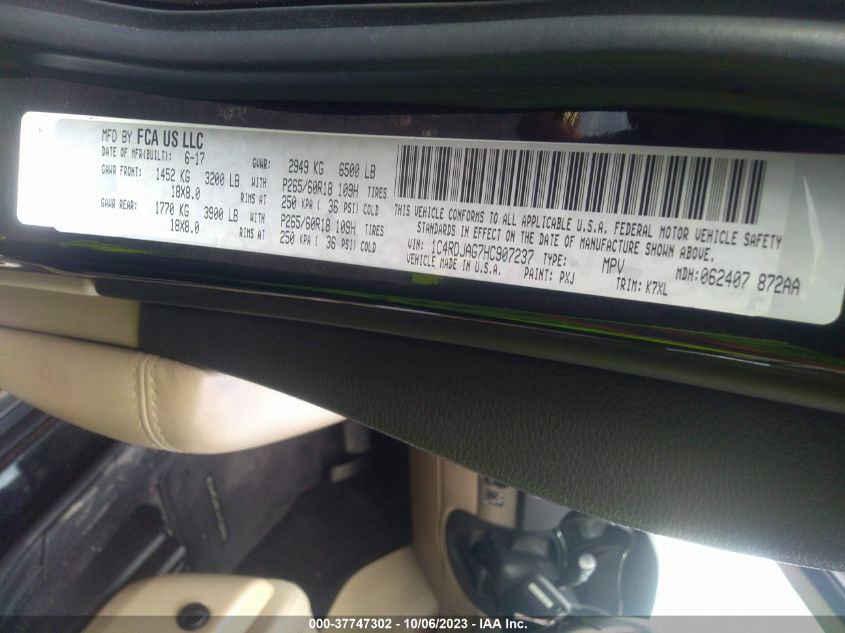 MFD BY FCA US LLC
DATE OF MFR(BUILT): 6-17 GVWR: 2949 KG 6500 LB
GAWR FRONT: 1452 KG 3200 LB WITH P265/60R18 109H TIRES
18X8.0 RIMS AT 250 KPA ( 36 PSI) COLD
GAWR REAR: 1770 KG 3900 LB WITH P265/60R18 109H TIRES
18X8.0 RIMS AT 250 KPA ( 36 PSI) COLD
THIS VEHICLE CONFORMS TO ALL APPLICABLE U.S.A. FEDERAL MOTOR VEHICLE SAFETY
STANDARDS IN EFFECT ON THE DATE OF MANUFACTURE SHOWN ABOVE.
VIN: 1C4RDJAG7HC907237 TYPE: MPV MDH:062407 872AA
VEHICLE MADE IN U.S.A. PAINT: PXJ TRIM: K7XL
000-37747302 - 10/06/2023 - IAA Inc.